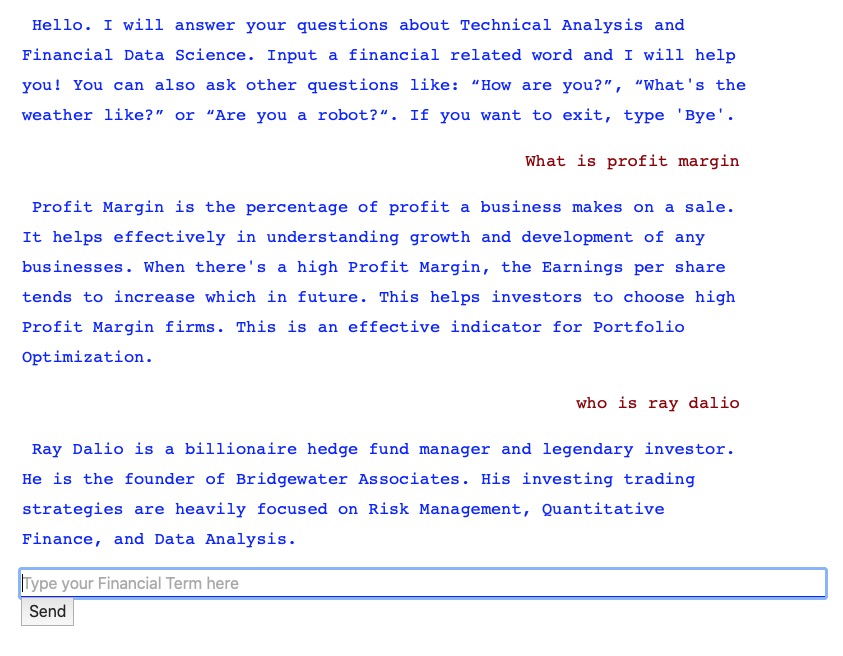 Hello. I will answer your questions about Technical Analysis and
Financial Data Science. Input a financial related word and I will help
you! You can also ask other questions like: “How are you?”, “What's the
weather like?” or “Are you a robot?“. If you want to exit, type 'Bye'.
What is profit margin
Profit Margin is the percentage of profit a business makes on a sale.
It helps effectively in understanding growth and development of any
businesses. When there's a high Profit Margin, the Earnings per share
tends to increase which in future. This helps investors to choose high
Profit Margin firms. This is an effective indicator for Portfolio
Optimization.
who is ray dalio
Ray Dalio is a billionaire hedge fund manager and legendary investor.
He is the founder of Bridgewater Associates. His investing trading
strategies are heavily focused on Risk Management, Quantitative
Finance, and Data Analysis.
Type your Financial Term here
Send